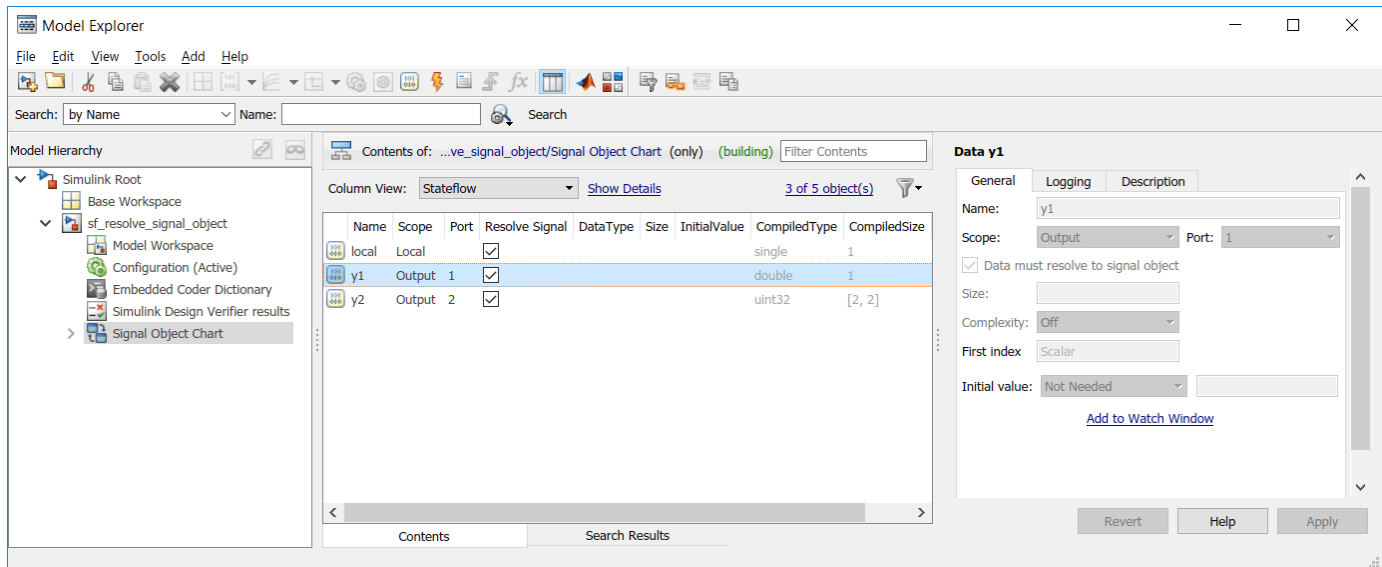 Model Explorer
File Edit View Tools Add Help
fx
Search: by Name Name: Search
Model Hierarchy
Simulink Root
Base Workspace
sf_resolve_signal_object
Model Workspace
Configuration (Active)
Embedded Coder Dictionary
Simulink Design Verifier results
Signal Object Chart
Contents of: ...ve_signal_object/Signal Object Chart (only) (building) Filter Contents
Column View: Stateflow Show Details 3 of 5 object(s)
Name Scope Port Resolve Signal DataType Size InitialValue CompiledType CompiledSize
local Local single 1
y1 Output 1 double 1
y2 Output 2 uint32 [2, 2]
Contents Search Results
Data y1
General Logging Description
Name: y1
Scope: Output Port: 1
Data must resolve to signal object
Size:
Complexity: Off
First index Scalar
Initial value: Not Needed
Add to Watch Window
Revert Help Apply